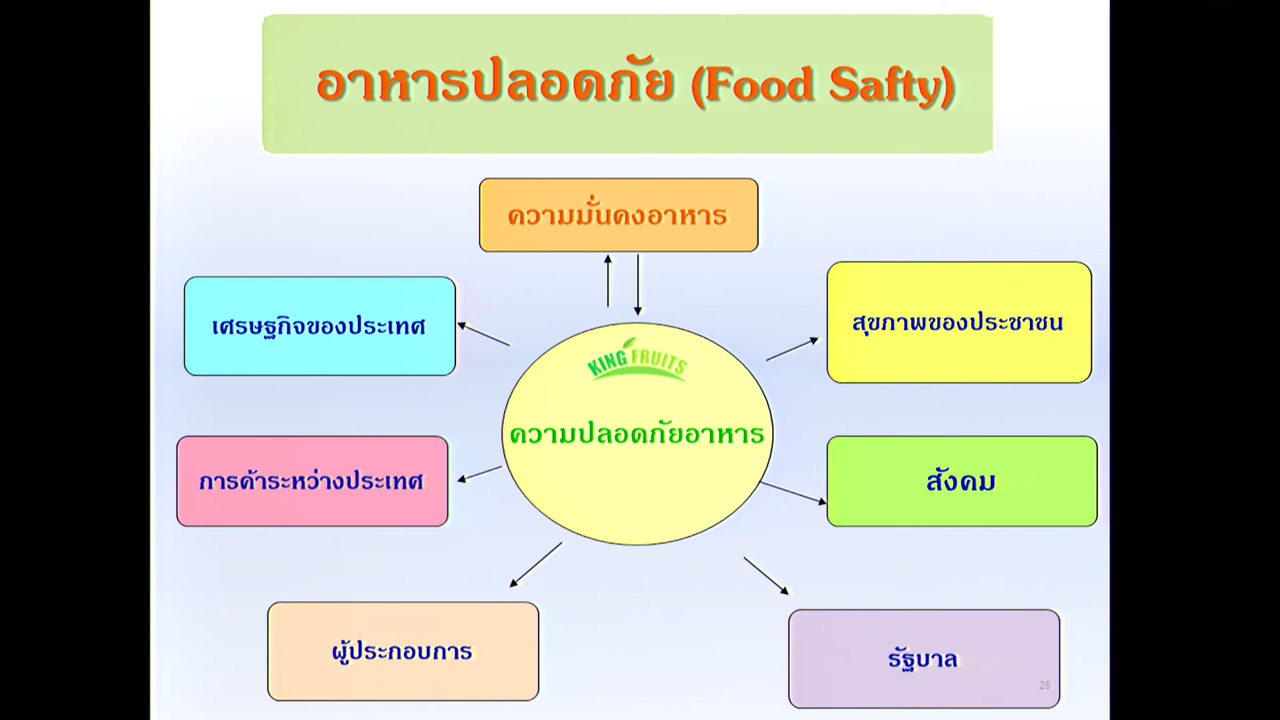 อาหารปลอดภัย (Food Safty)
ความมั่นคงอาหาร
เศรษฐกิจของประเทศ
สุขภาพของประชาชน
KING FRUITS
ความปลอดภัยอาหาร
การค้าระหว่างประเทศ
สังคม
ผู้ประกอบการ
รัฐบาล
25